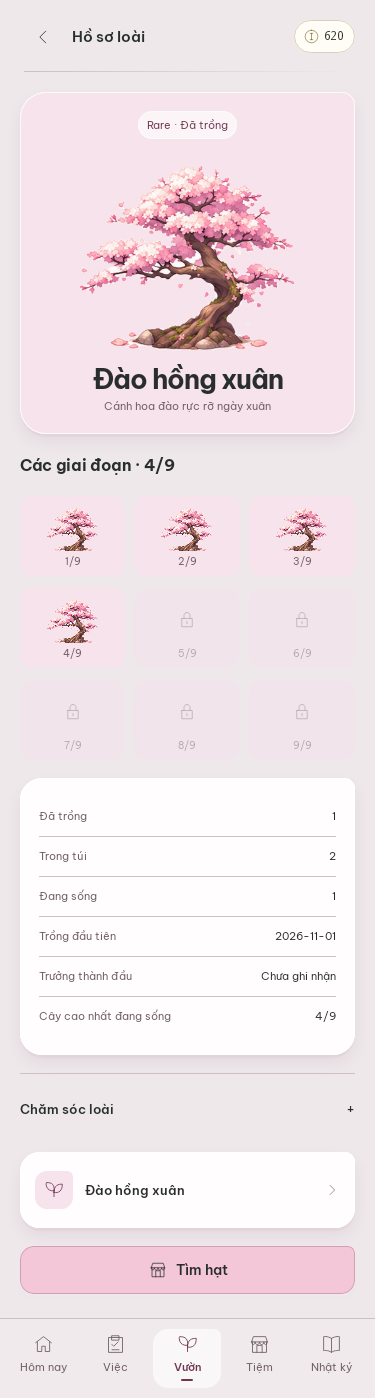 Hồ sơ loài
620
Rare · Đã trồng
Đào hồng xuân
Cánh hoa đào rực rỡ ngày xuân
Các giai đoạn · 4/9
1/9
2/9
3/9
4/9
5/9
6/9
7/9
8/9
9/9
Đã trồng 1
Trong túi 2
Đang sống 1
Trồng đầu tiên 2026-11-01
Trưởng thành đầu Chưa ghi nhận
Cây cao nhất đang sống 4/9
Chăm sóc loài +
Đào hồng xuân
Tìm hạt
Hôm nay
Việc
Vườn
Tiệm
Nhật ký